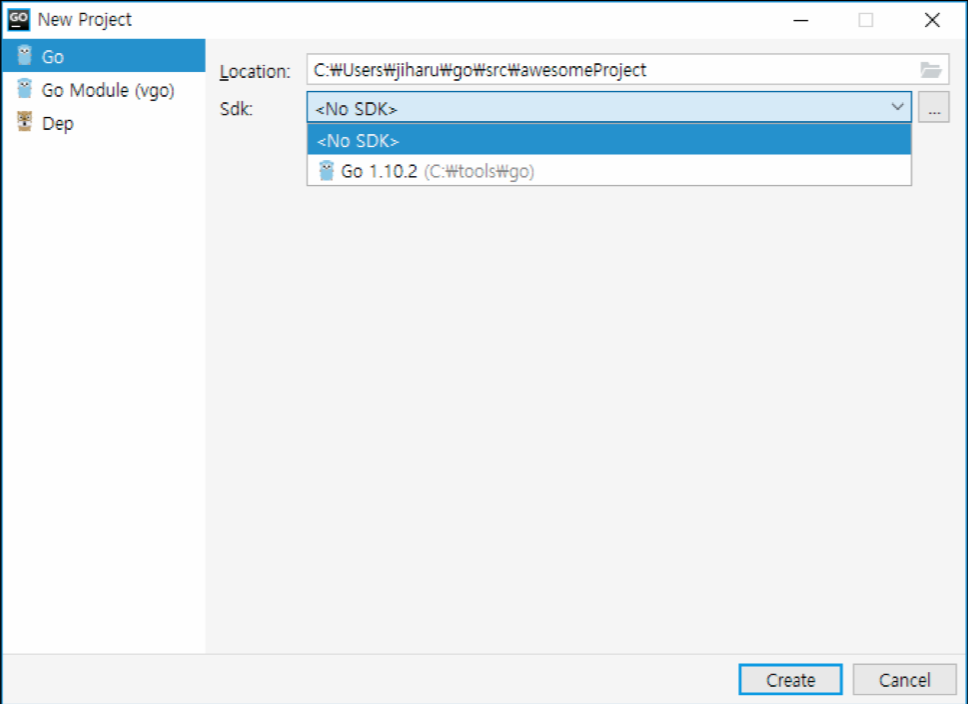 GO New Project
Go
Go Module (vgo)
Dep
Location: C:₩Users₩jiharu₩go₩src₩awesomeProject
Sdk: <No SDK> ...
<No SDK>
Go 1.10.2 (C:₩tools₩go)
Create Cancel